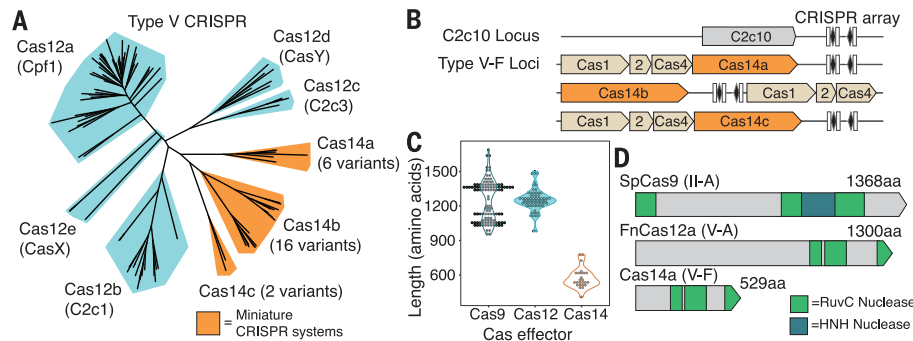 A
Type V CRISPR
Cas12a
(Cpf1)
Cas12d
(CasY)
Cas12c
(C2c3)
Cas14a
(6 variants)
Cas14b
(16 variants)
Cas14c (2 variants)
Cas12e
(CasX)
Cas12b
(C2c1)
= Miniature
CRISPR systems
B
CRISPR array
C2c10 Locus
C2c10
Type V-F Loci
Cas1 2 Cas4 Cas14a
Cas14b Cas1 2 Cas4
Cas1 2 Cas4 Cas14c
C
Length (amino acids)
1500
1200
900
600
Cas9 Cas12 Cas14
Cas effector
D
SpCas9 (II-A) 1368aa
FnCas12a (V-A) 1300aa
Cas14a (V-F) 529aa
=RuvC Nuclease
=HNH Nuclease